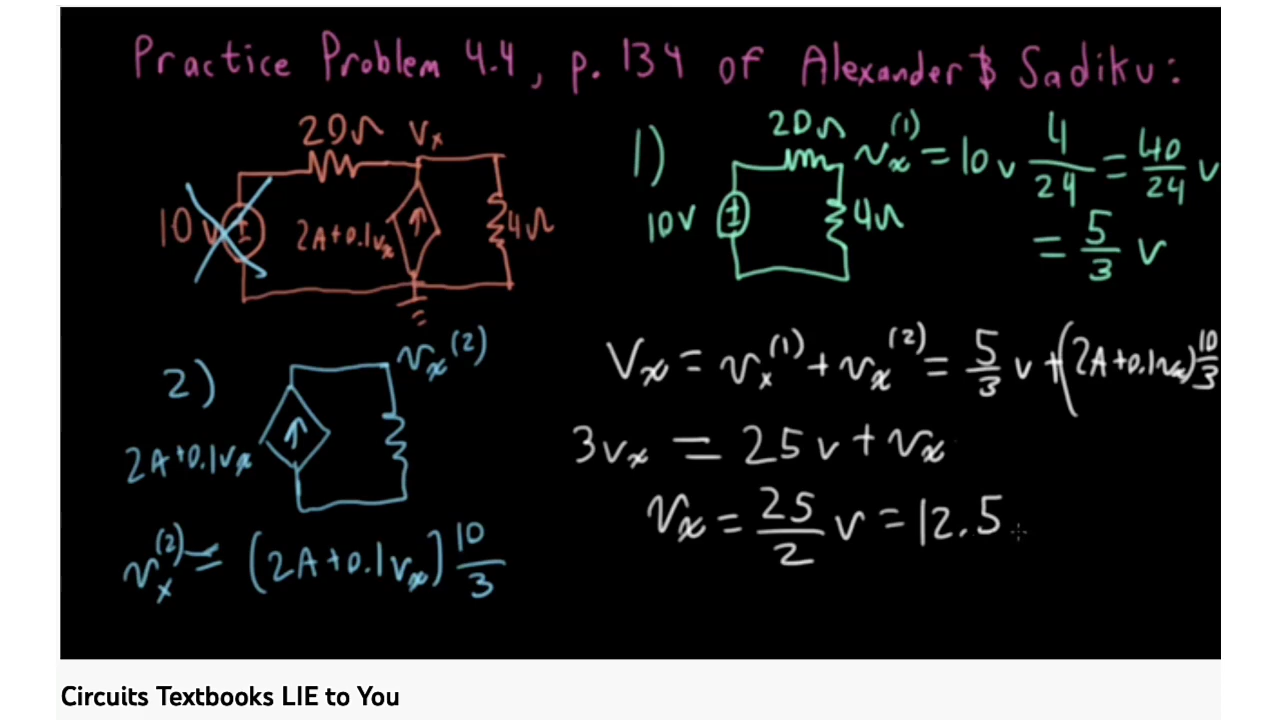 Practice Problem 4.4, p. 134 of Alexander & Sadiku:
20Ω Vx
10v
2A+0.1vx
4Ω
1)
20Ω
10V
4Ω
vx⁽¹⁾ = 10v 4/24 = 40/24 v
= 5/3 v
2)
vx⁽²⁾
2A+0.1vx
vx⁽²⁾ = (2A+0.1vx) 10/3
Vx = vx⁽¹⁾ + vx⁽²⁾ = 5/3 v + (2A+0.1vx) 10/3
3vx = 25v + vx
vx = 25/2 v = 12.5
Circuits Textbooks LIE to You